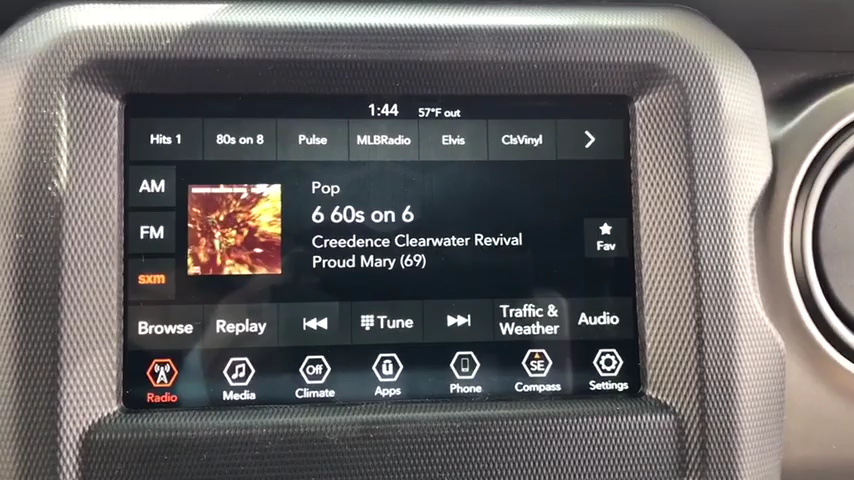 1:44 57°F out
Hits 1 80s on 8 Pulse MLBRadio Elvis ClsVinyl
AM
FM
sxm
Pop
6 60s on 6
Creedence Clearwater Revival
Proud Mary (69)
Fav
Browse Replay Tune Traffic & Weather Audio
Radio Media Off Climate Apps Phone SE Compass Settings